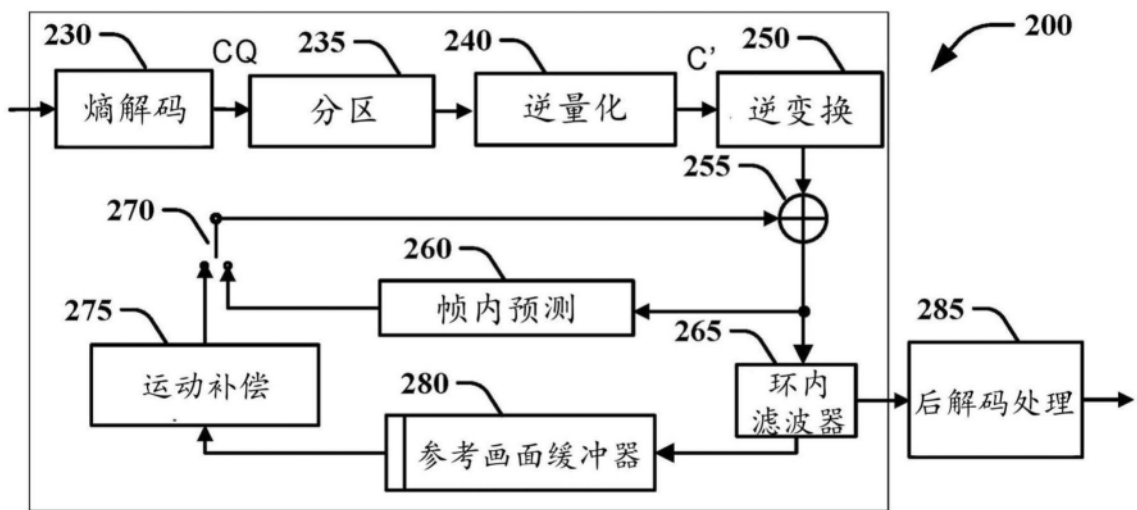 230
235
240
250
200
CQ
C'
熵解码
分区
逆量化
逆变换
255
270
260
帧内预测
275
265
285
运动补偿
280
环内
滤波器
后解码处理
参考画面缓冲器